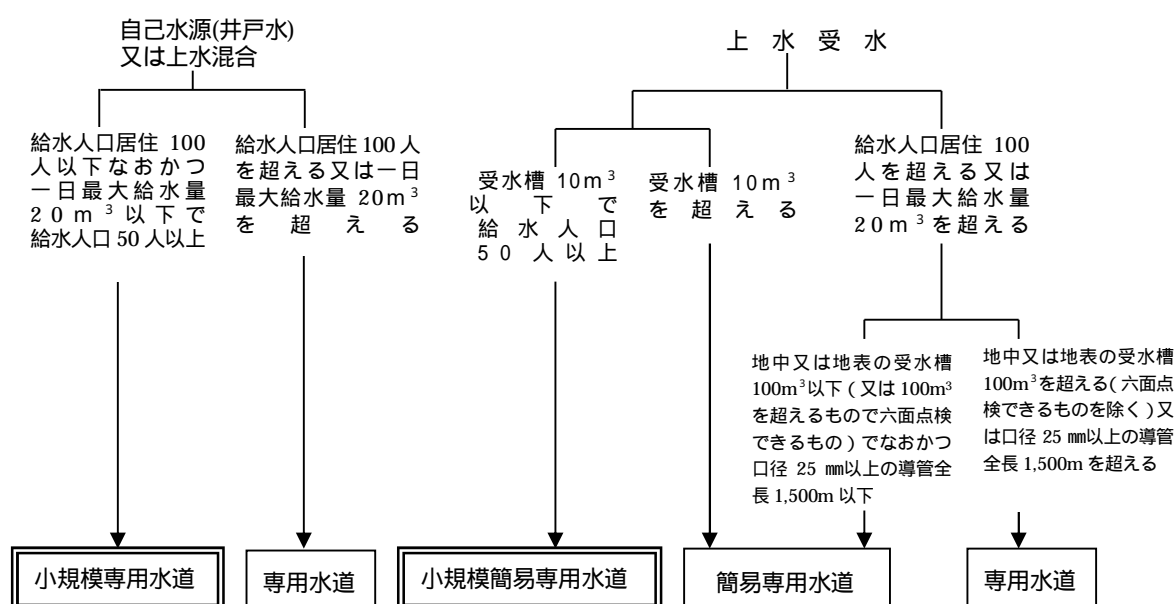 自己水源(井戸水)
又は上水混合
上水受水
給水人口居住 100
人以下なおかつ
一日最大給水量
20m³以下で
給水人口 50 人以上
給水人口居住 100 人
を超える又は一日
最大給水量 20m³
を超える
受水槽 10m³
以下で
給水人口
50人以上
受水槽 10m³
を超える
給水人口居住 100
人を超える又は
一日最大給水量
20m³を超える
地中又は地表の受水槽
100m³以下(又は 100m³
を超えるもので六面点検
できるもの)でなおかつ
口径 25 ㎜以上の導管全
長 1,500m 以下
地中又は地表の受水槽
100m³を超える(六面点
検できるものを除く)又
は口径 25 ㎜以上の導管
全長 1,500m を超える
小規模専用水道
専用水道
小規模簡易専用水道
簡易専用水道
専用水道